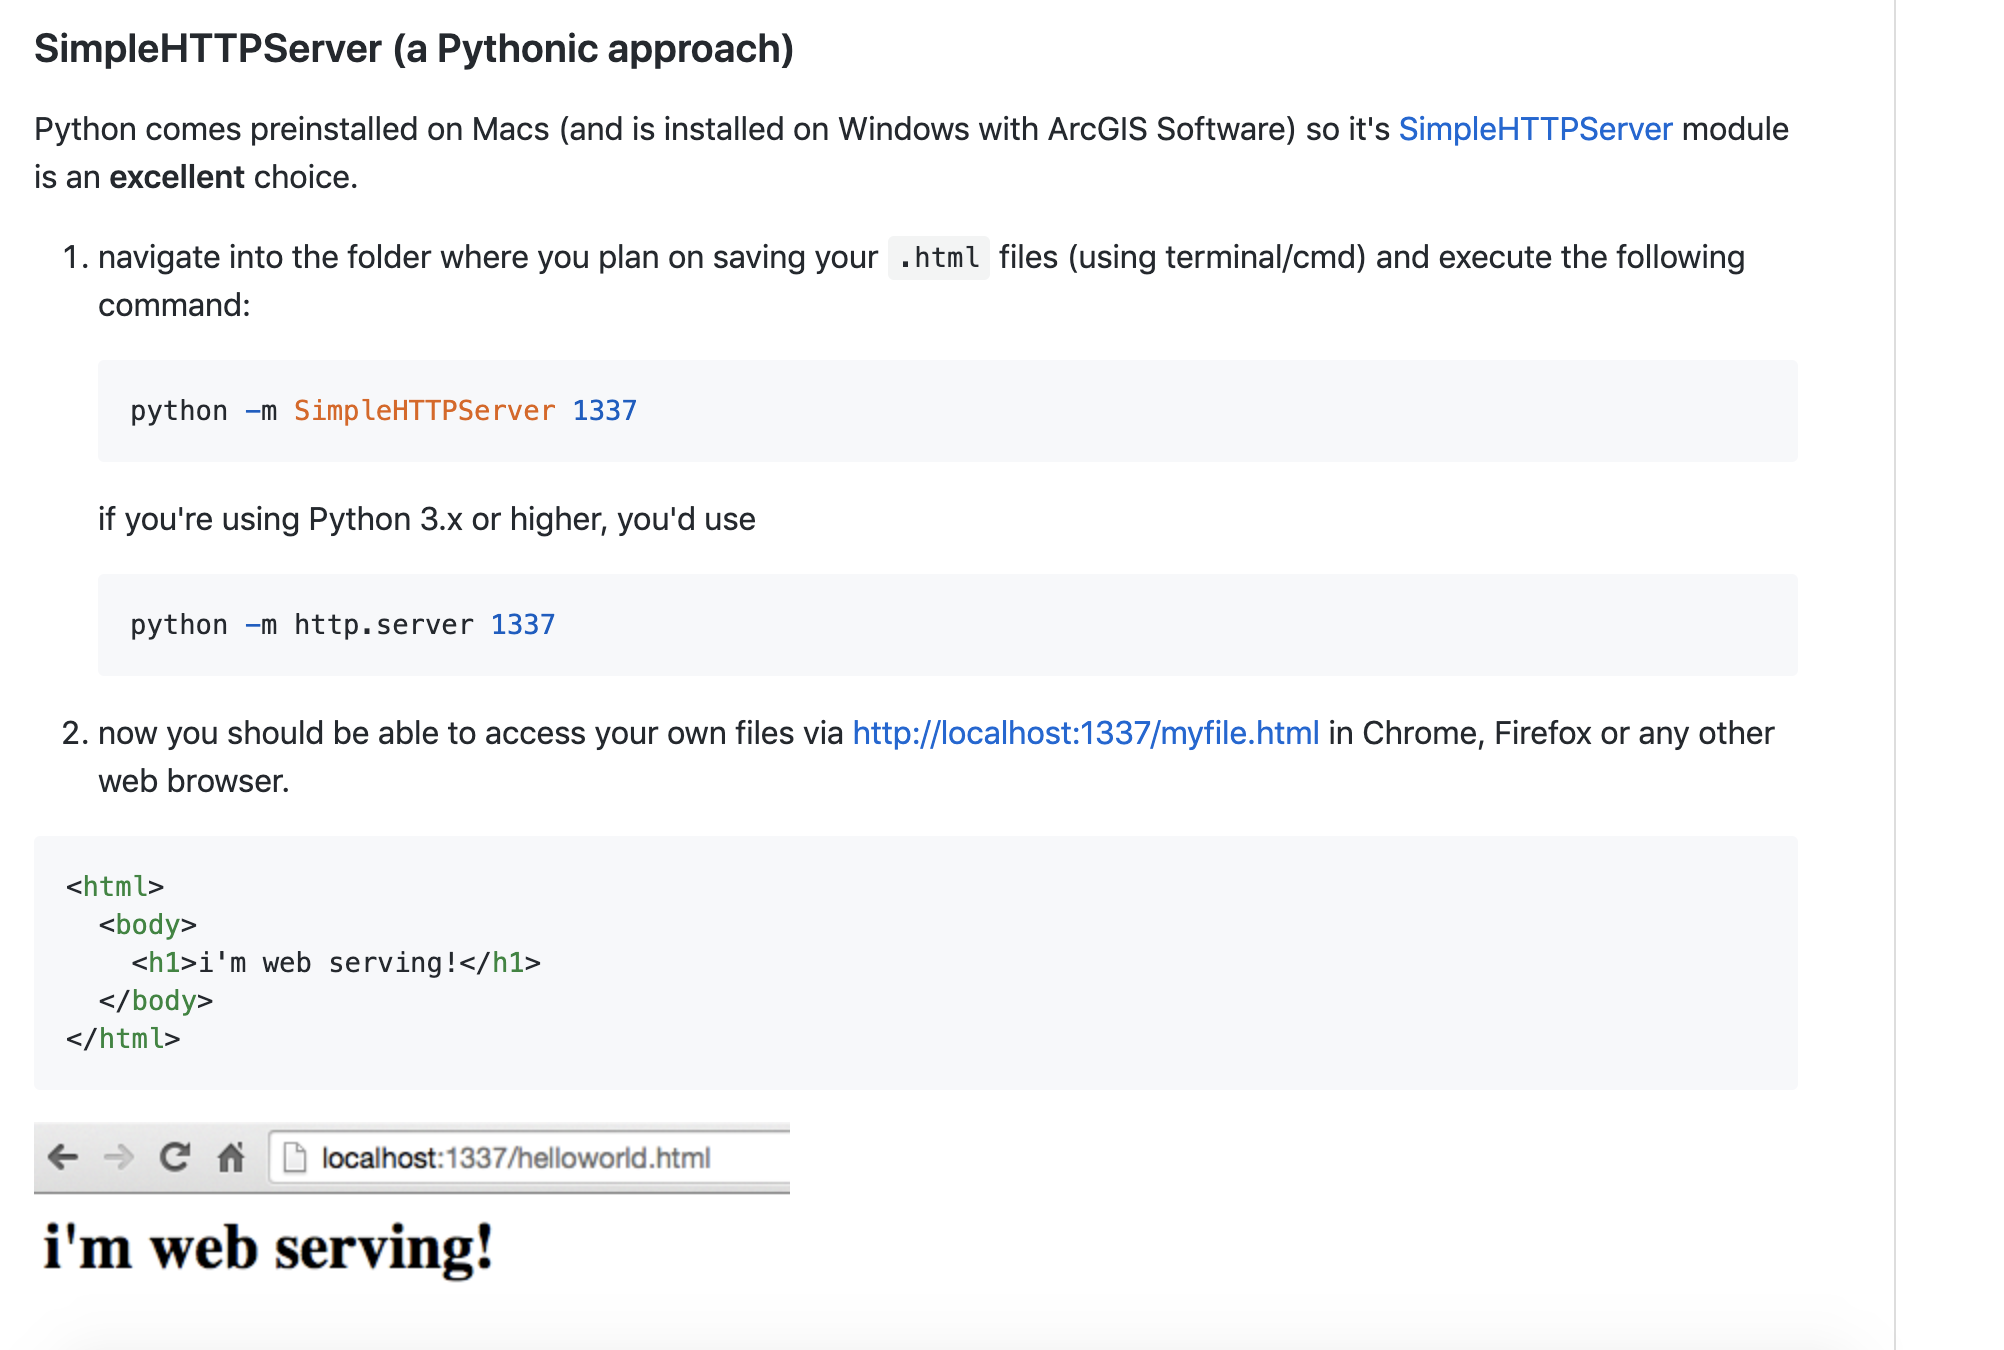 SimpleHTTPServer (a Pythonic approach)
Python comes preinstalled on Macs (and is installed on Windows with ArcGIS Software) so it's SimpleHTTPServer module
is an excellent choice.
1. navigate into the folder where you plan on saving your .html files (using terminal/cmd) and execute the following
command:
python -m SimpleHTTPServer 1337
if you're using Python 3.x or higher, you'd use
python -m http.server 1337
2. now you should be able to access your own files via http://localhost:1337/myfile.html in Chrome, Firefox or any other
web browser.
<html>
  <body>
    <h1>i'm web serving!</h1>
  </body>
</html>
localhost:1337/helloworld.html
i'm web serving!